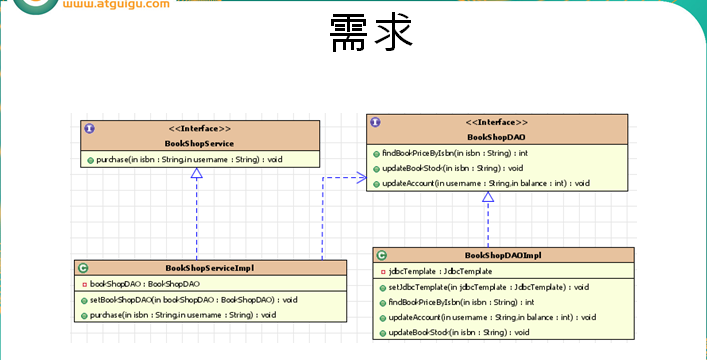 www.atguigu.com
需求
<<Interface>>
BookShopService
purchase(in isbn : String,in username : String) : void
<<Interface>>
BookShopDAO
findBookPriceByIsbn(in isbn : String) : int
updateBookStock(in isbn : String) : void
updateAccount(in username : String,in balance : int) : void
BookShopServiceImpl
bookShopDAO : BookShopDAO
setBookShopDAO(in bookShopDAO : BookShopDAO) : void
purchase(in isbn : String,in username : String) : void
BookShopDAOImpl
jdbcTemplate : JdbcTemplate
setJdbcTemplate(in jdbcTemplate : JdbcTemplate) : void
findBookPriceByIsbn(in isbn : String) : int
updateAccount(in username : String,in balance : int) : void
updateBookStock(in isbn : String) : void